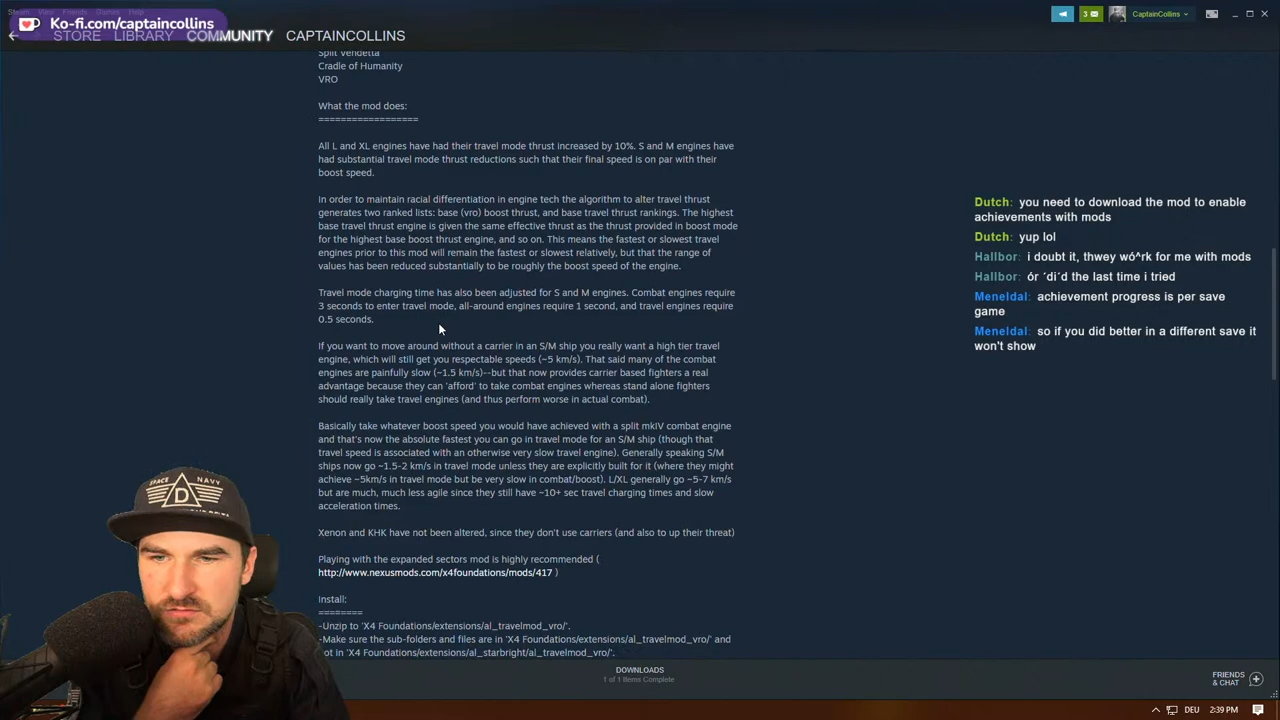 Steam View Friends Games Help
Ko-fi.com/captaincollins
3
CaptainCollins
STORE LIBRARY COMMUNITY CAPTAINCOLLINS
Split Vendetta
Cradle of Humanity
VRO
What the mod does:
==================
All L and XL engines have had their travel mode thrust increased by 10%. S and M engines have
had substantial travel mode thrust reductions such that their final speed is on par with their
boost speed.
In order to maintain racial differentiation in engine tech the algorithm to alter travel thrust
generates two ranked lists: base (vro) boost thrust, and base travel thrust rankings. The highest
base travel thrust engine is given the same effective thrust as the thrust provided in boost mode
for the highest base boost thrust engine, and so on. This means the fastest or slowest travel
engines prior to this mod will remain the fastest or slowest relatively, but that the range of
values has been reduced substantially to be roughly the boost speed of the engine.
Travel mode charging time has also been adjusted for S and M engines. Combat engines require
3 seconds to enter travel mode, all-around engines require 1 second, and travel engines require
0.5 seconds.
If you want to move around without a carrier in an S/M ship you really want a high tier travel
engine, which will still get you respectable speeds (~5 km/s). That said many of the combat
engines are painfully slow (~1.5 km/s)--but that now provides carrier based fighters a real
advantage because they can 'afford' to take combat engines whereas stand alone fighters
should really take travel engines (and thus perform worse in actual combat).
Basically take whatever boost speed you would have achieved with a split mkIV combat engine
and that's now the absolute fastest you can go in travel mode for an S/M ship (though that
travel speed is associated with an otherwise very slow travel engine). Generally speaking S/M
ships now go ~1.5-2 km/s in travel mode unless they are explicitly built for it (where they might
achieve ~5km/s in travel mode but be very slow in combat/boost). L/XL generally go ~5-7 km/s
but are much, much less agile since they still have ~10+ sec travel charging times and slow
acceleration times.
Xenon and KHK have not been altered, since they don't use carriers (and also to up their threat)
Playing with the expanded sectors mod is highly recommended (
http://www.nexusmods.com/x4foundations/mods/417 )
Install:
========
-Unzip to 'X4 Foundations/extensions/al_travelmod_vro/'.
-Make sure the sub-folders and files are in 'X4 Foundations/extensions/al_travelmod_vro/' and
not in 'X4 Foundations/extensions/al_starbright/al_travelmod_vro/'.
Dutch: you need to download the mod to enable
achievements with mods
Dutch: yup lol
Hallbor: i doubt it, thwey wó^rk for me with mods
Hallbor: ór ´di´d the last time i tried
Meneldal: achievement progress is per save
game
Meneldal: so if you did better in a different save it
won't show
SPACE NAVY
D
DOWNLOADS
1 of 1 Items Complete
FRIENDS
& CHAT
DEU 2:39 PM